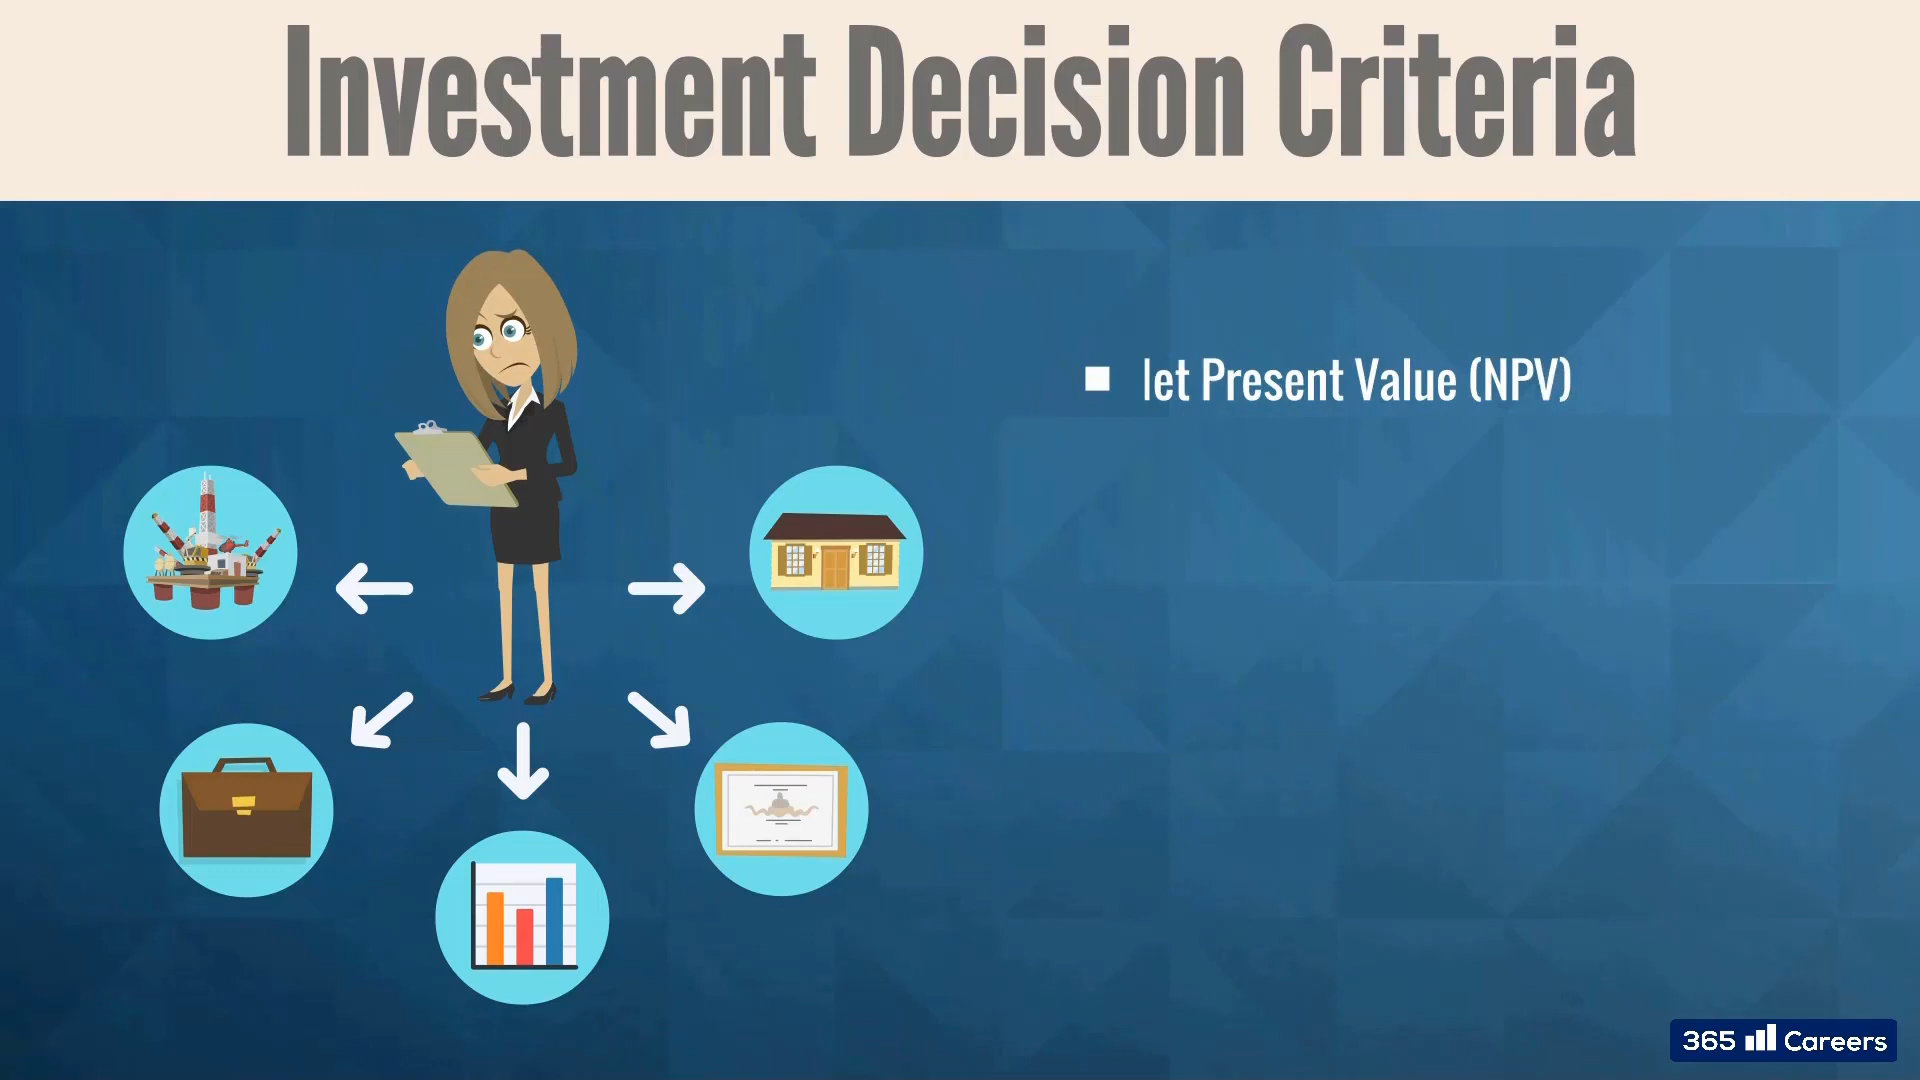 Investment Decision Criteria
let Present Value (NPV)
365 Careers